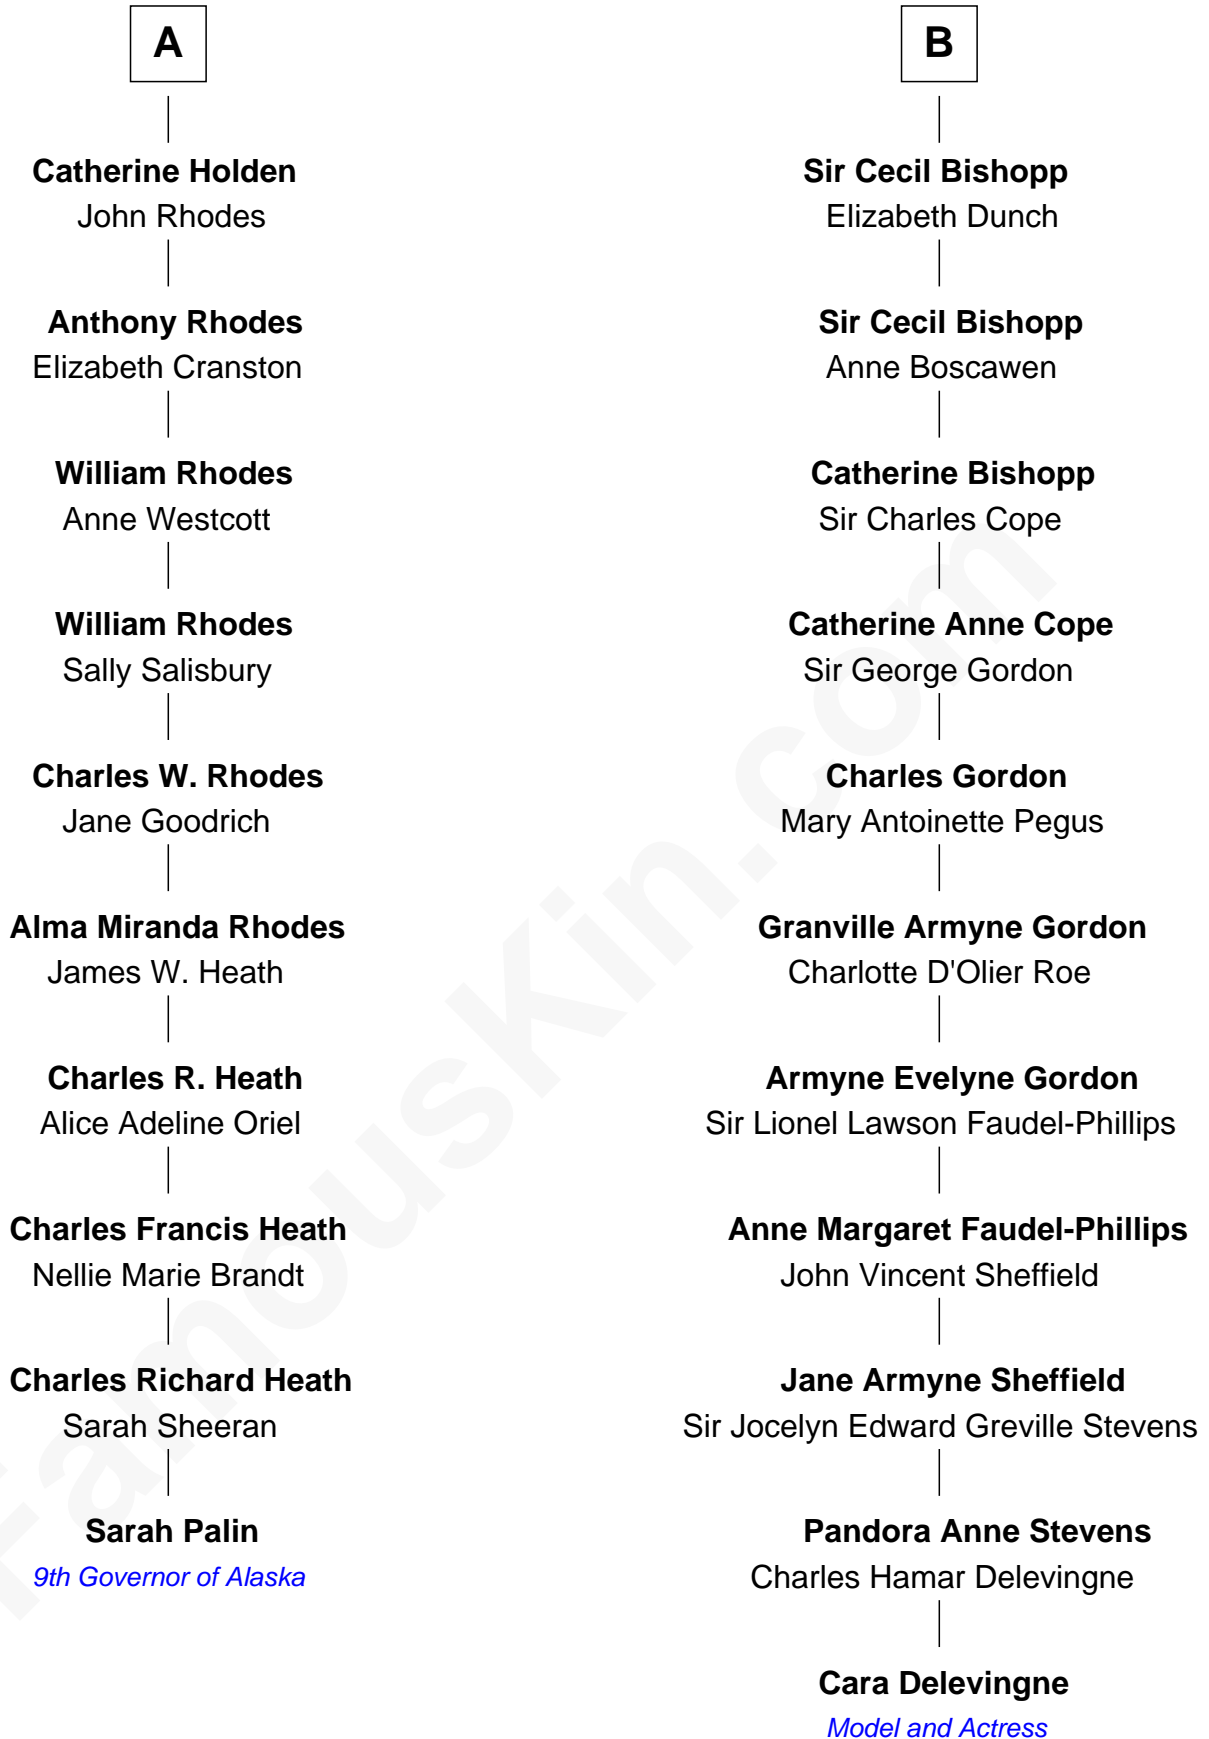 A
Catherine Holden
John Rhodes
Anthony Rhodes
Elizabeth Cranston
William Rhodes
Anne Westcott
William Rhodes
Sally Salisbury
Charles W. Rhodes
Jane Goodrich
Alma Miranda Rhodes
James W. Heath
Charles R. Heath
Alice Adeline Oriel
Charles Francis Heath
Nellie Marie Brandt
Charles Richard Heath
Sarah Sheeran
Sarah Palin
9th Governor of Alaska
B
Sir Cecil Bishopp
Elizabeth Dunch
Sir Cecil Bishopp
Anne Boscawen
Catherine Bishopp
Sir Charles Cope
Catherine Anne Cope
Sir George Gordon
Charles Gordon
Mary Antoinette Pegus
Granville Armyne Gordon
Charlotte D'Olier Roe
Armyne Evelyne Gordon
Sir Lionel Lawson Faudel-Phillips
Anne Margaret Faudel-Phillips
John Vincent Sheffield
Jane Armyne Sheffield
Sir Jocelyn Edward Greville Stevens
Pandora Anne Stevens
Charles Hamar Delevingne
Cara Delevingne
Model and Actress
FamousKin.com